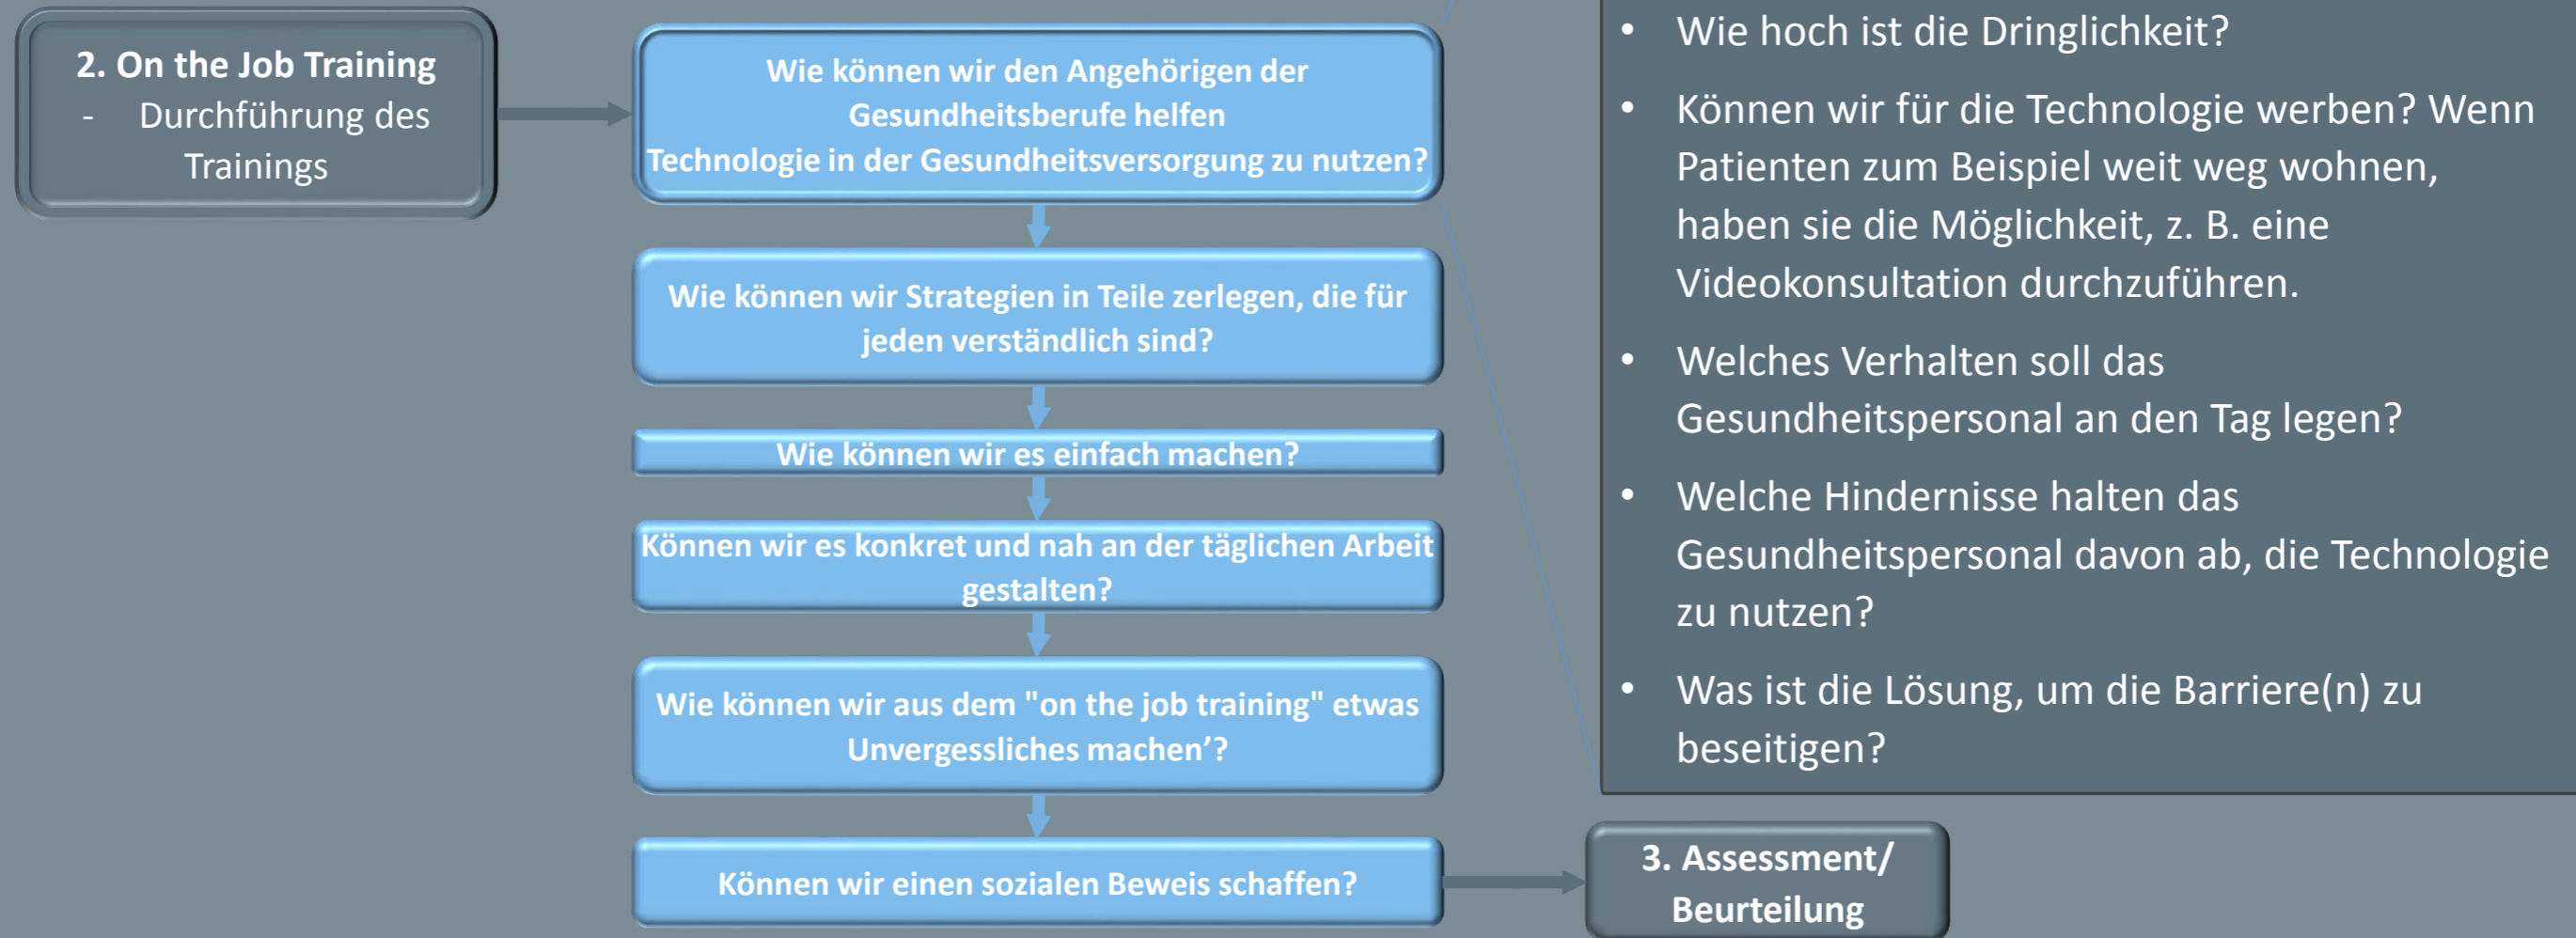 2. On the Job Training
- Durchführung des
Trainings
Wie können wir den Angehörigen der
Gesundheitsberufe helfen
Technologie in der Gesundheitsversorgung zu nutzen?
Wie können wir Strategien in Teile zerlegen, die für
jeden verständlich sind?
Wie können wir es einfach machen?
Können wir es konkret und nah an der täglichen Arbeit
gestalten?
Wie können wir aus dem "on the job training" etwas
Unvergessliches machen’?
Können wir einen sozialen Beweis schaffen?
• Wie hoch ist die Dringlichkeit?
• Können wir für die Technologie werben? Wenn
Patienten zum Beispiel weit weg wohnen,
haben sie die Möglichkeit, z. B. eine
Videokonsultation durchzuführen.
• Welches Verhalten soll das
Gesundheitspersonal an den Tag legen?
• Welche Hindernisse halten das
Gesundheitspersonal davon ab, die Technologie
zu nutzen?
• Was ist die Lösung, um die Barriere(n) zu
beseitigen?
3. Assessment/
Beurteilung